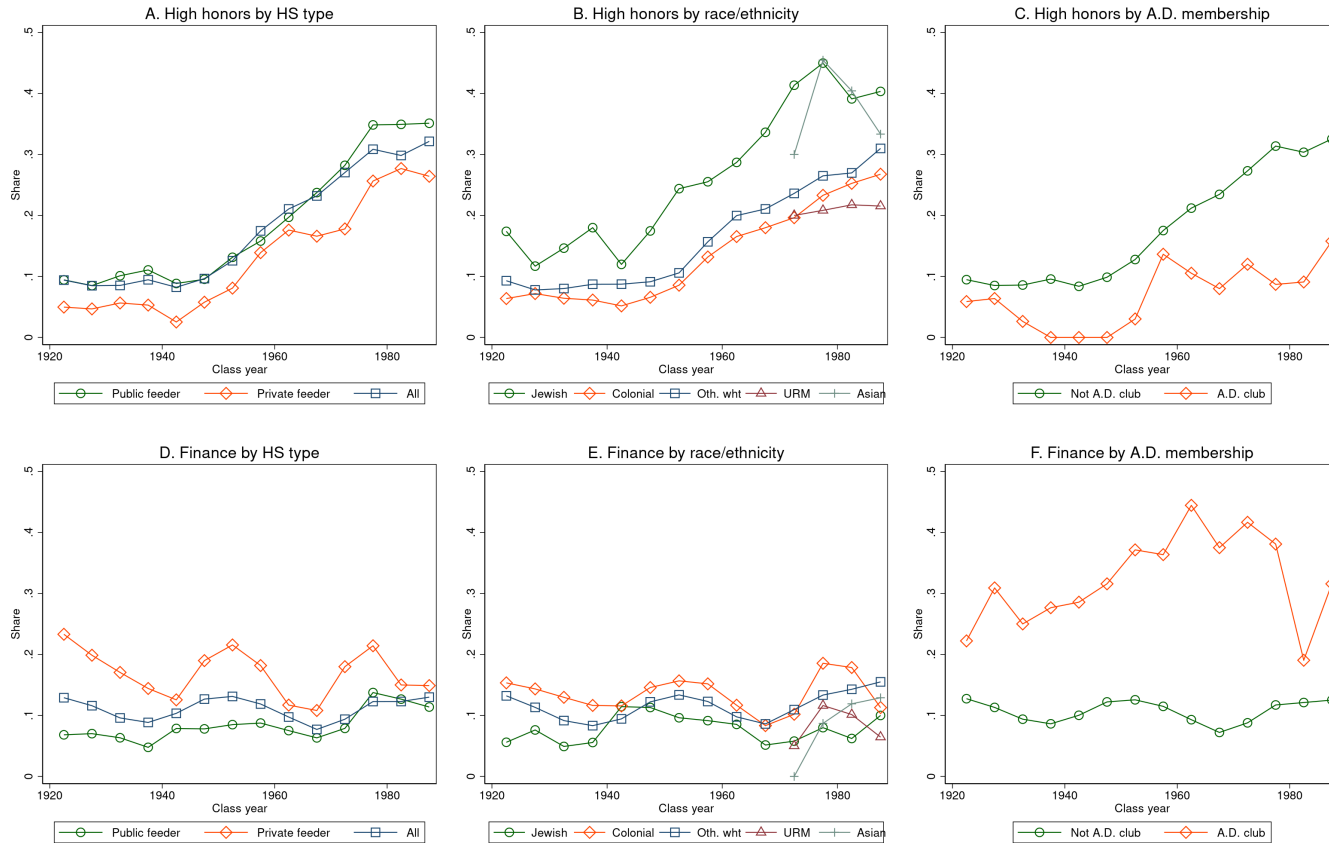 A. High honors by HS type
.5
.4
.3
.2
.1
0
Share
1920 1940 1960 1980
Class year
Public feeder Private feeder All
B. High honors by race/ethnicity
.5
.4
.3
.2
.1
0
Share
1920 1940 1960 1980
Class year
Jewish Colonial Oth. wht URM Asian
C. High honors by A.D. membership
.5
.4
.3
.2
.1
0
Share
1920 1940 1960 1980
Class year
Not A.D. club A.D. club
D. Finance by HS type
.5
.4
.3
.2
.1
0
Share
1920 1940 1960 1980
Class year
Public feeder Private feeder All
E. Finance by race/ethnicity
.5
.4
.3
.2
.1
0
Share
1920 1940 1960 1980
Class year
Jewish Colonial Oth. wht URM Asian
F. Finance by A.D. membership
.5
.4
.3
.2
.1
0
Share
1920 1940 1960 1980
Class year
Not A.D. club A.D. club